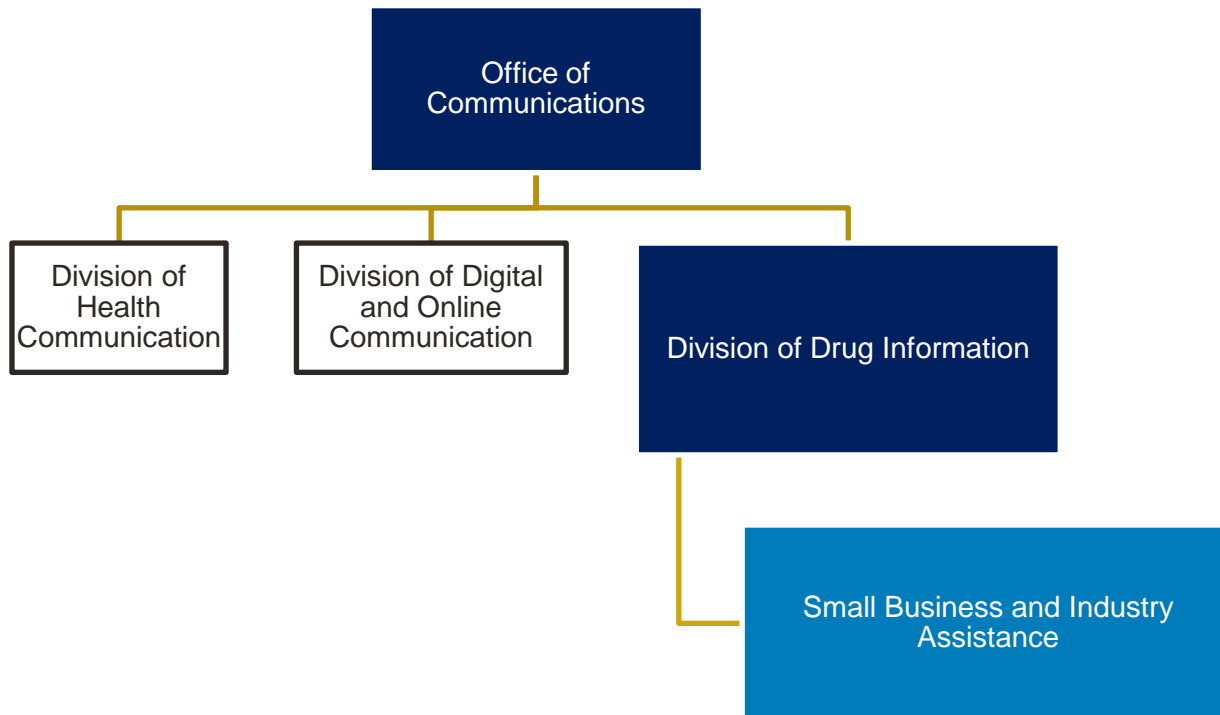 Office of
Communications
Division of
Health
Communication
Division of Digital
and Online
Communication
Division of Drug Information
Small Business and Industry
Assistance